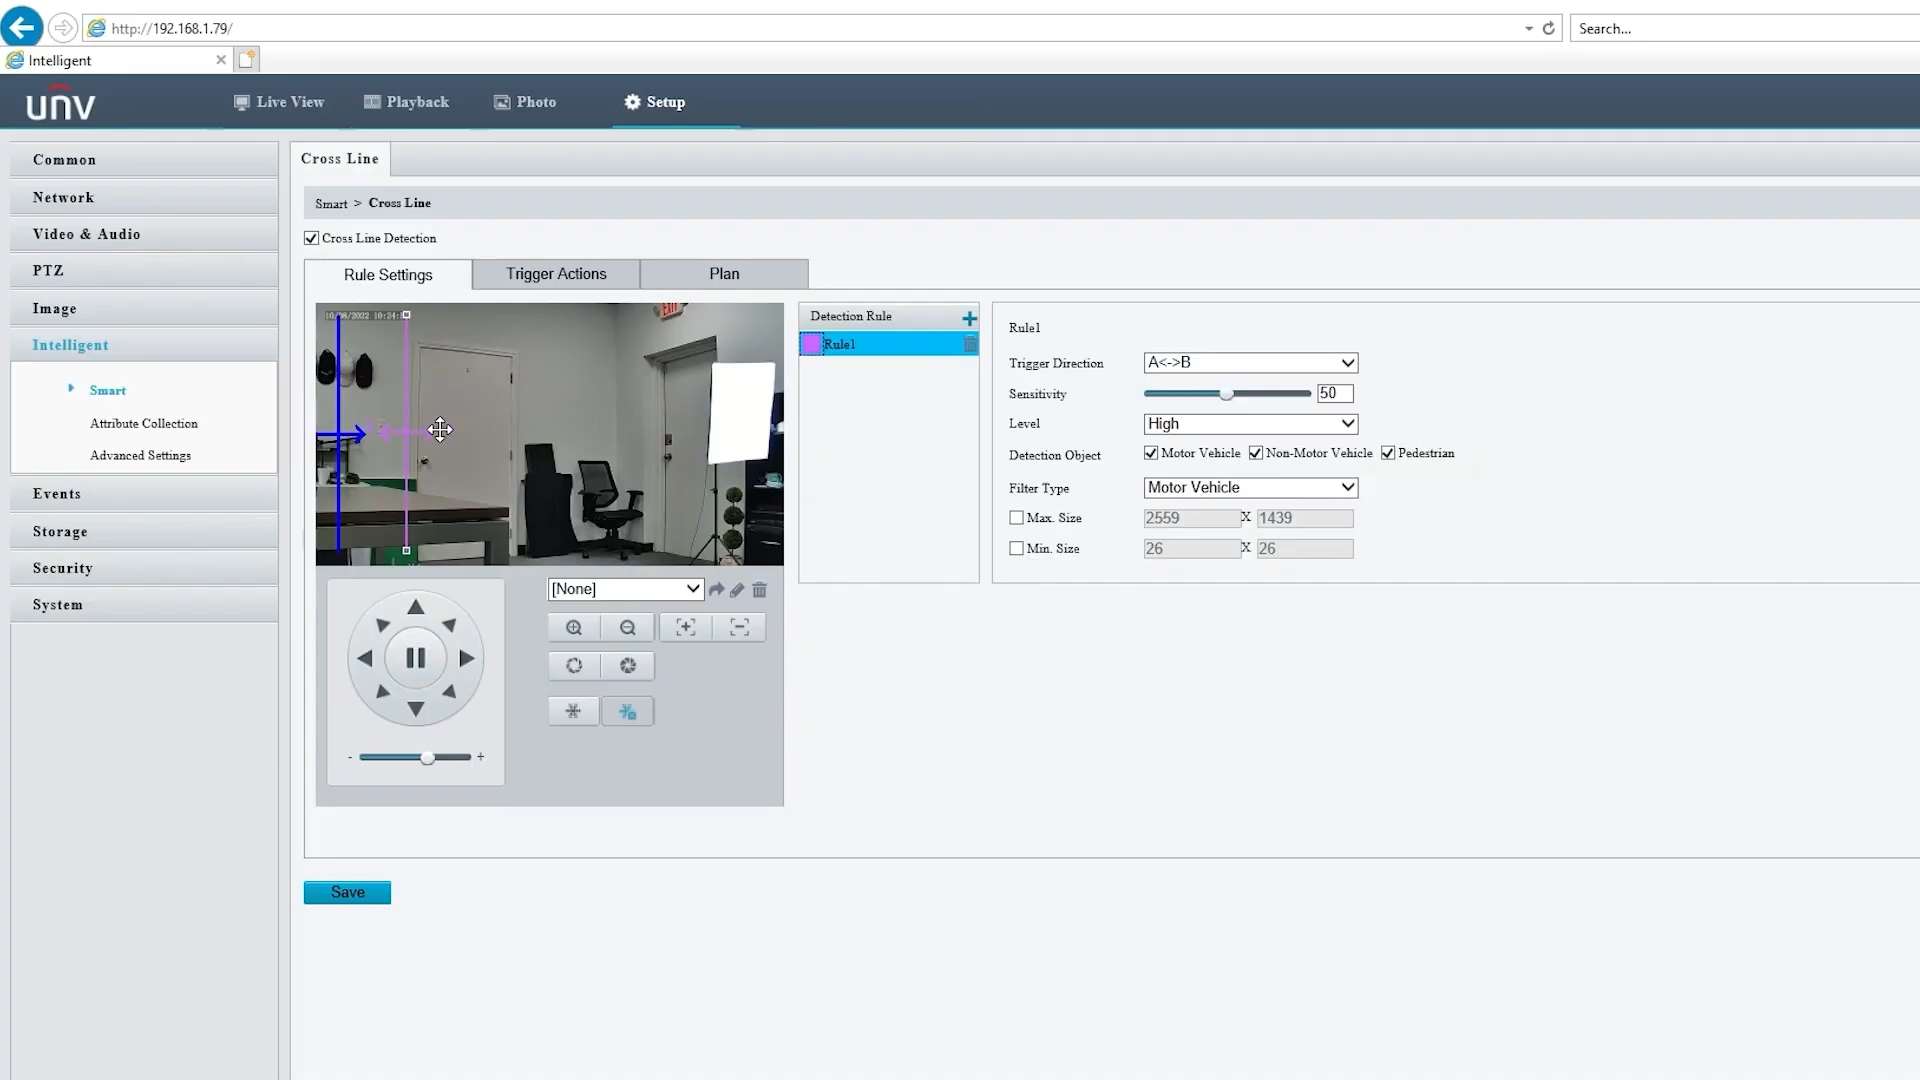 http://192.168.1.79/
Search...
Intelligent
unv
Live View
Playback
Photo
Setup
Common
Network
Video & Audio
PTZ
Image
Intelligent
Smart
Attribute Collection
Advanced Settings
Events
Storage
Security
System
Cross Line
Smart > Cross Line
Cross Line Detection
Rule Settings
Trigger Actions
Plan
EXIT
Detection Rule
Rule1
Rule1
Trigger Direction A<->B
Sensitivity 50
Level High
Detection Object Motor Vehicle Non-Motor Vehicle Pedestrian
Filter Type Motor Vehicle
Max. Size 2559 X 1439
Min. Size 26 X 26
[None]
- +
Save